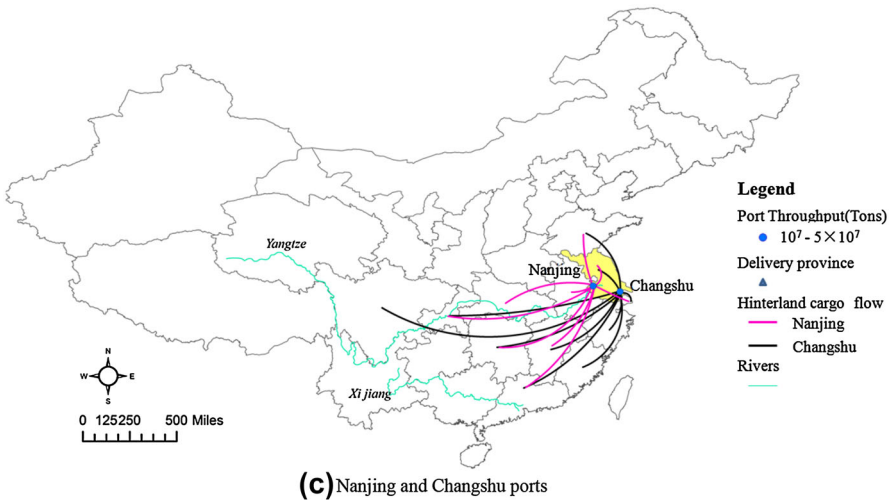 Yangtze
Nanjing
Changshu
Xi jiang
N
W E
S
0 125250 500 Miles
Legend
Port Throughput(Tons)
10⁷ - 5×10⁷
Delivery province
Hinterland cargo flow
Nanjing
Changshu
Rivers
(c) Nanjing and Changshu ports